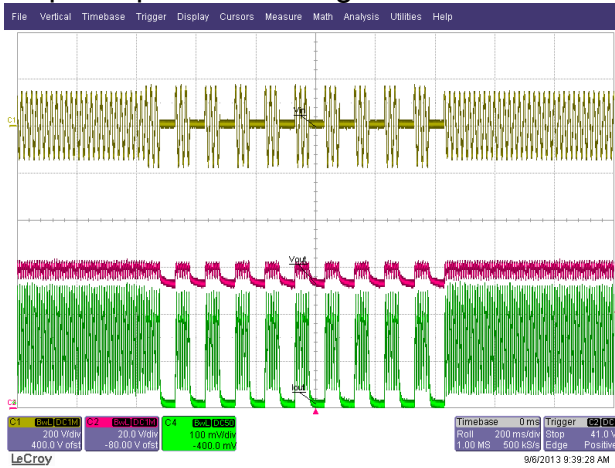 File Vertical Timebase Trigger Display Cursors Measure Math Analysis Utilities Help
C1
Vin
Vout
Iout
C2
C1 BwL DC1M
200 V/div
400.0 V ofst
C2 BwL DC1M
20.0 V/div
-80.00 V ofst
C4 BwL DC50
100 mV/div
-400.0 mV
Timebase 0 ms
Roll 200 ms/div
1.00 MS 500 kS/s
Trigger C2 DC
Stop 41.0 V
Edge Positive
LeCroy
9/6/2013 9:39:28 AM